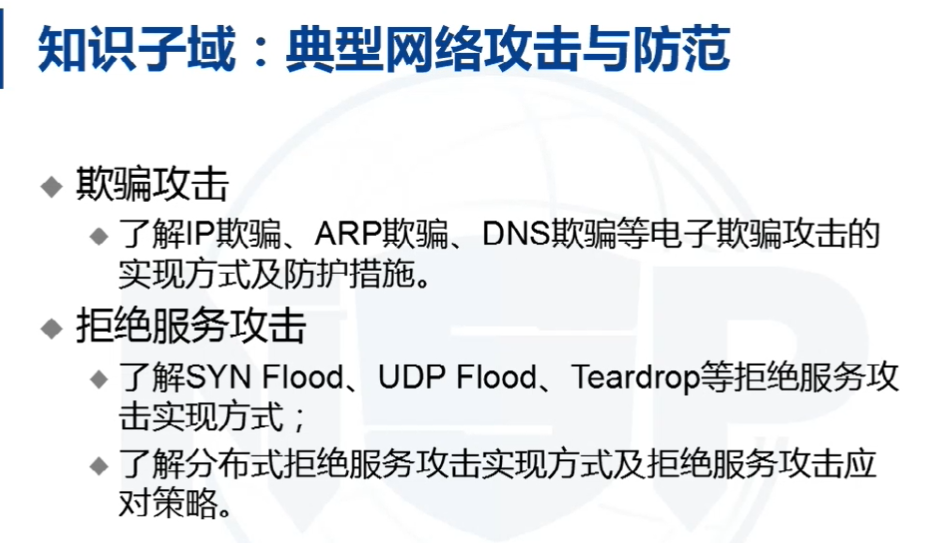 知识子域：典型网络攻击与防范
欺骗攻击
了解IP欺骗、ARP欺骗、DNS欺骗等电子欺骗攻击的
实现方式及防护措施。
拒绝服务攻击
了解SYN Flood、UDP Flood、Teardrop等拒绝服务攻
击实现方式；
了解分布式拒绝服务攻击实现方式及拒绝服务攻击应
对策略。
NSP